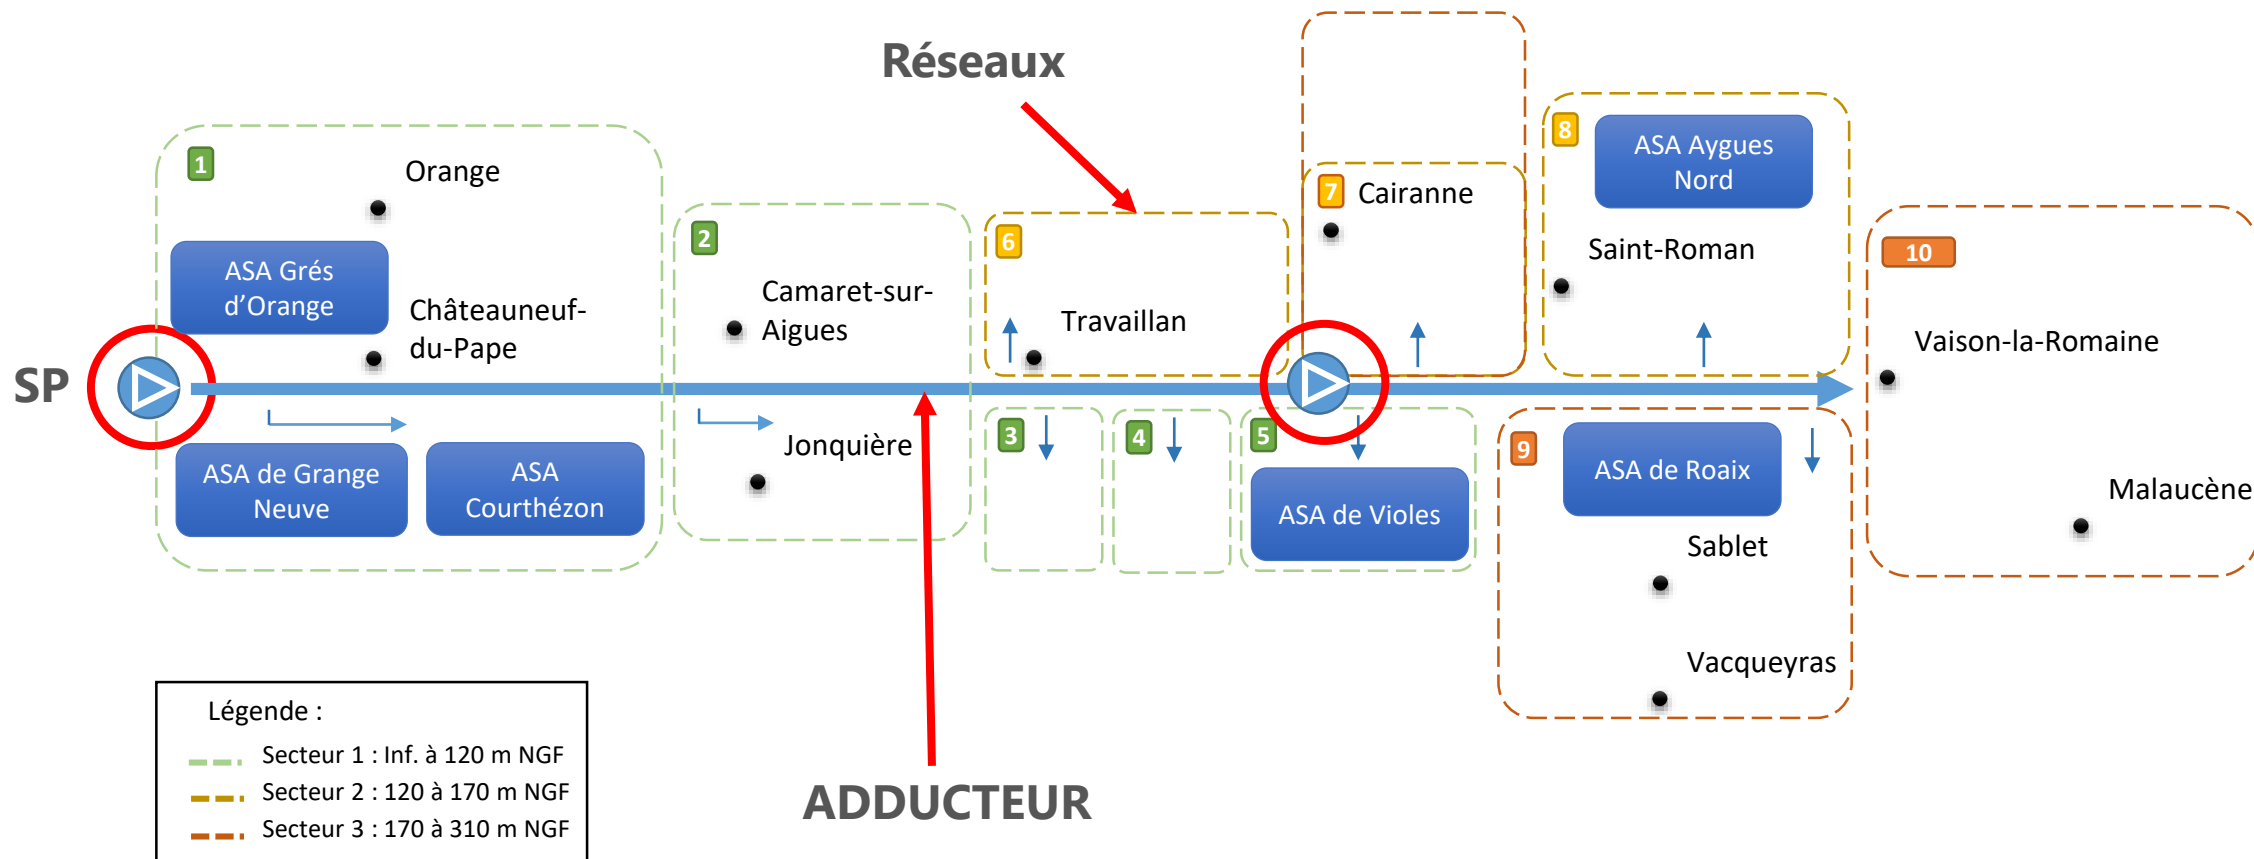 Réseaux
1
Orange
ASA Grés
d’Orange
Châteauneuf-
du-Pape
SP
ASA de Grange
Neuve
ASA
Courthézon
2
Camaret-sur-
Aigues
Jonquière
6
Travaillan
3
4
5
ASA de Violes
7
Cairanne
8
ASA Aygues
Nord
Saint-Roman
9
ASA de Roaix
Sablet
Vacqueyras
10
Vaison-la-Romaine
Malaucène
ADDUCTEUR
Légende :
Secteur 1 : Inf. à 120 m NGF
Secteur 2 : 120 à 170 m NGF
Secteur 3 : 170 à 310 m NGF